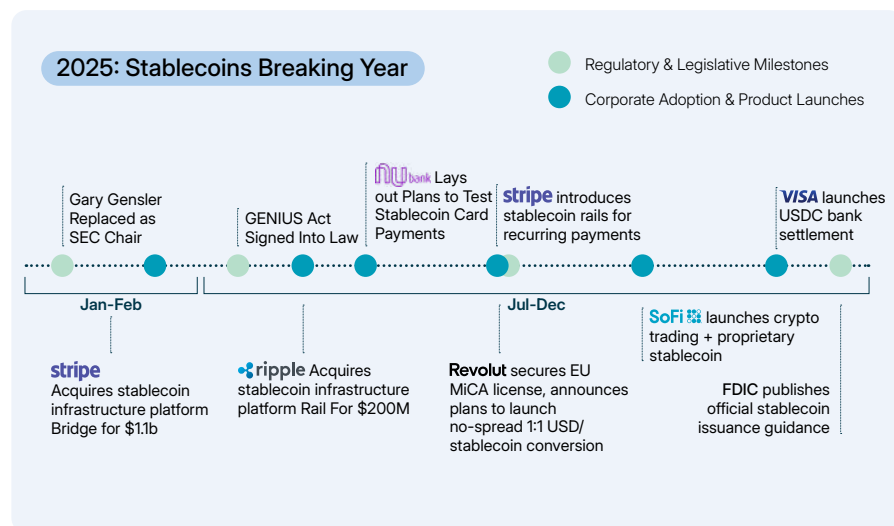 2025: Stablecoins Breaking Year
Regulatory & Legislative Milestones
Corporate Adoption & Product Launches
Gary Gensler
Replaced as
SEC Chair
GENIUS Act
Signed Into Law
nu bank Lays
out Plans to Test
Stablecoin Card
Payments
stripe introduces
stablecoin rails for
recurring payments
VISA launches
USDC bank
settlement
Jan-Feb
Jul-Dec
stripe
Acquires stablecoin
infrastructure platform
Bridge for $1.1b
ripple Acquires
stablecoin infrastructure
platform Rail For $200M
Revolut secures EU
MiCA license, announces
plans to launch
no-spread 1:1 USD/
stablecoin conversion
SoFi launches crypto
trading + proprietary
stablecoin
FDIC publishes
official stablecoin
issuance guidance